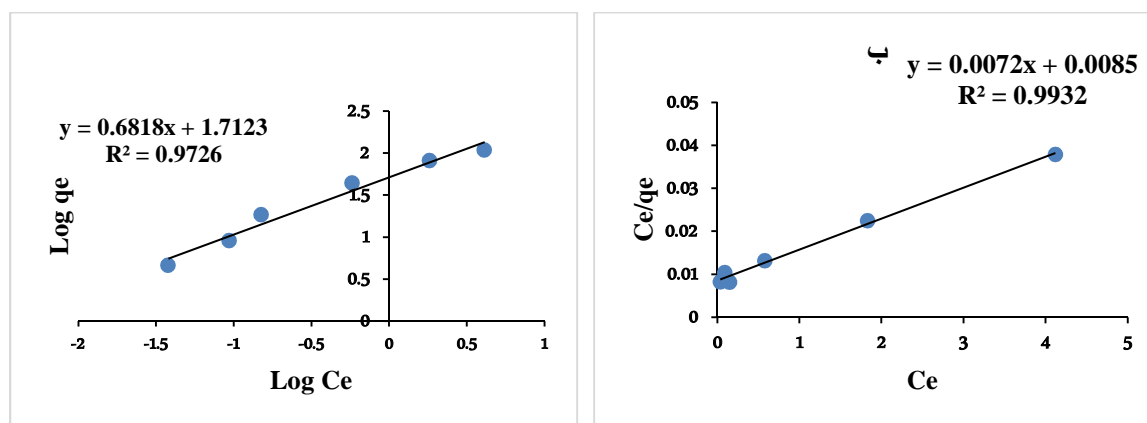 y = 0.6818x + 1.7123
R² = 0.9726
Log qe
2.5
2
1.5
1
0.5
0
-2 -1.5 -1 -0.5 0 0.5 1
Log Ce
ب
y = 0.0072x + 0.0085
R² = 0.9932
Ce/qe
0.05
0.04
0.03
0.02
0.01
0
0 1 2 3 4 5
Ce